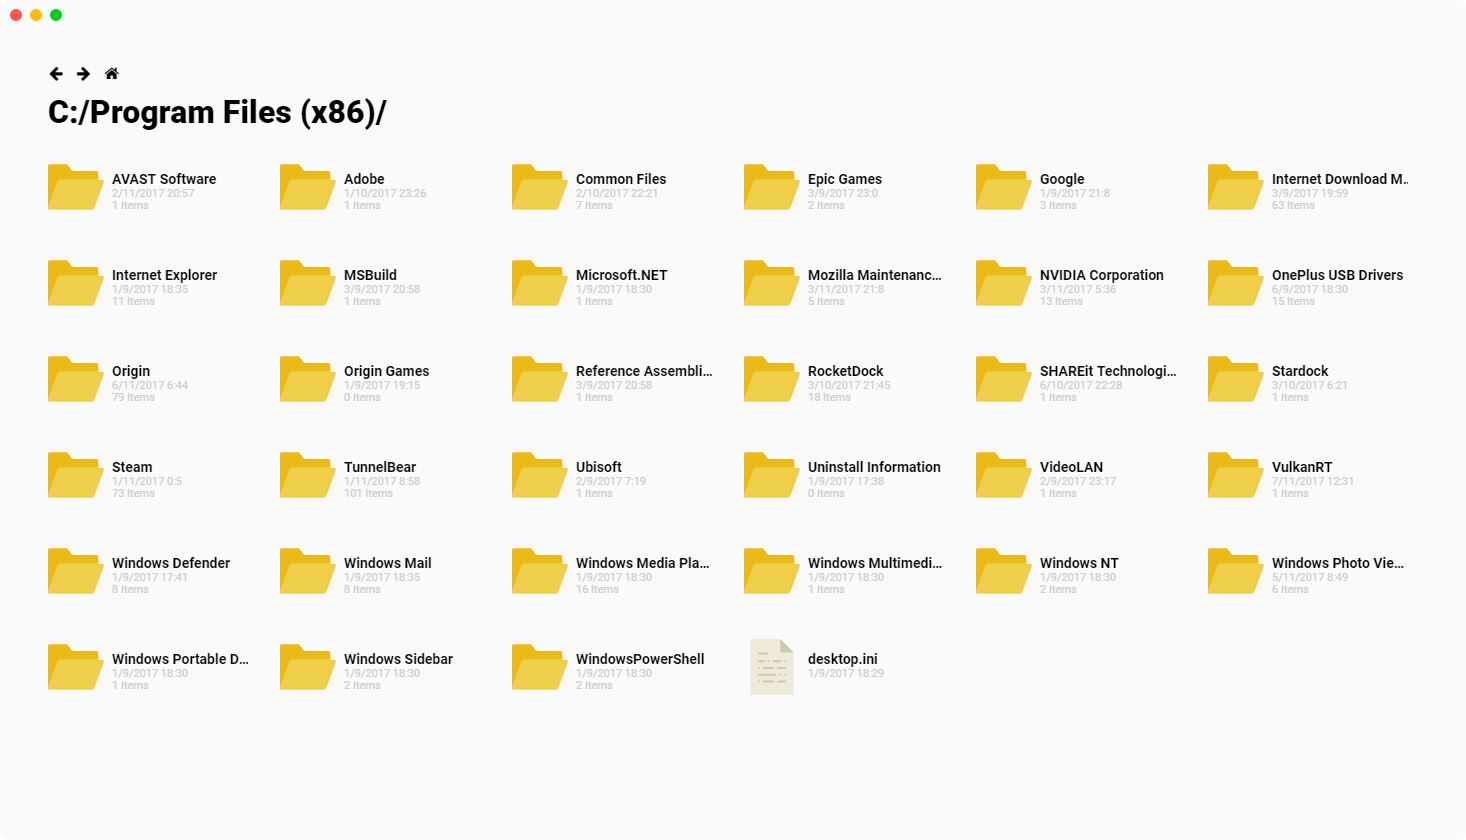 C:/Program Files (x86)/
AVAST Software
2/11/2017 20:57
1 Items
Adobe
1/10/2017 23:26
1 Items
Common Files
2/10/2017 22:21
7 Items
Epic Games
3/9/2017 23:0
2 Items
Google
1/9/2017 21:8
3 Items
Internet Download M..
3/9/2017 19:59
63 Items
Internet Explorer
1/9/2017 18:35
11 Items
MSBuild
3/9/2017 20:58
1 Items
Microsoft.NET
1/9/2017 18:30
1 Items
Mozilla Maintenanc...
3/11/2017 21:8
5 Items
NVIDIA Corporation
3/11/2017 5:36
13 Items
OnePlus USB Drivers
6/9/2017 18:30
15 Items
Origin
6/11/2017 6:44
79 Items
Origin Games
1/9/2017 19:15
0 Items
Reference Assembli...
3/9/2017 20:58
1 Items
RocketDock
3/10/2017 21:45
18 Items
SHAREit Technologi...
6/10/2017 22:28
1 Items
Stardock
3/10/2017 6:21
1 Items
Steam
1/11/2017 0:5
73 Items
TunnelBear
1/11/2017 8:58
101 Items
Ubisoft
2/9/2017 7:19
1 Items
Uninstall Information
1/9/2017 17:38
0 Items
VideoLAN
2/9/2017 23:17
1 Items
VulkanRT
7/11/2017 12:31
1 Items
Windows Defender
1/9/2017 17:41
8 Items
Windows Mail
1/9/2017 18:35
8 Items
Windows Media Pla...
1/9/2017 18:30
16 Items
Windows Multimedi...
1/9/2017 18:30
1 Items
Windows NT
1/9/2017 18:30
2 Items
Windows Photo Vie...
5/11/2017 8:49
6 Items
Windows Portable D...
1/9/2017 18:30
1 Items
Windows Sidebar
1/9/2017 18:30
2 Items
WindowsPowerShell
1/9/2017 18:30
2 Items
desktop.ini
1/9/2017 18:29